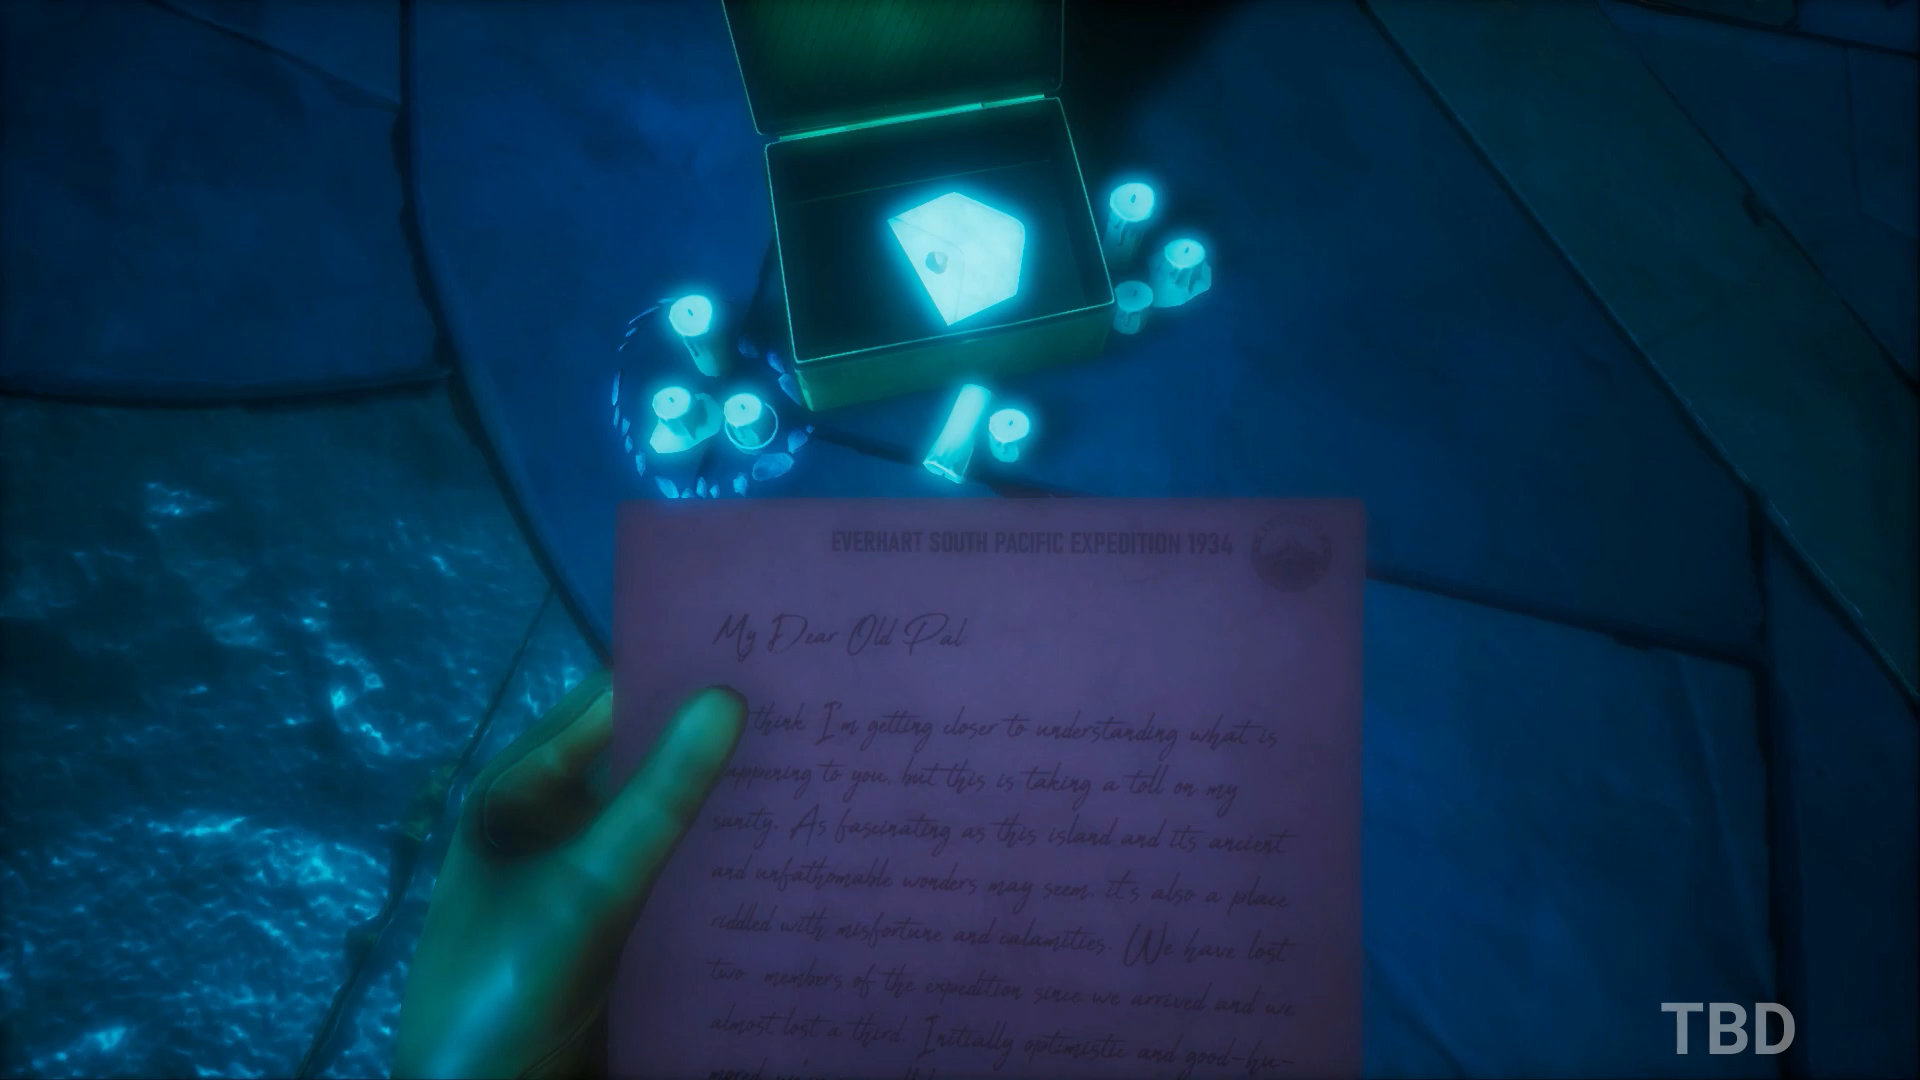 EVERHART SOUTH PACIFIC EXPEDITION 1934
My Dear Old Pal
think I'm getting closer to understanding what is
appening to you, but this is taking a toll on my
sanity. As fascinating as this island and its ancient
and unfathomable wonders may seem, it's also a place
riddled with misfortune and calamities. We have lost
two members of the expedition since we arrived and we
almost lost a third. Initially optimistic and good-hu-
mored,
TBD